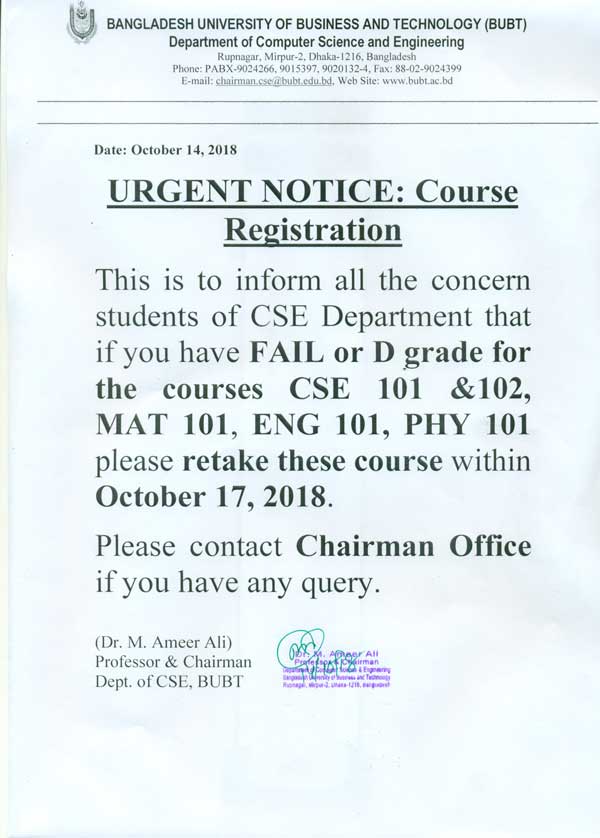 BANGLADESH UNIVERSITY OF BUSINESS AND TECHNOLOGY (BUBT)
Department of Computer Science and Engineering
Rupnagar, Mirpur-2, Dhaka-1216, Bangladesh
Phone: PABX-9024266, 9015397, 9020132-4, Fax: 88-02-9024399
E-mail: chairman.cse@bubt.edu.bd, Web Site: www.bubt.ac.bd
Date: October 14, 2018
URGENT NOTICE: Course
Registration
This is to inform all the concern
students of CSE Department that
if you have FAIL or D grade for
the courses CSE 101 &102,
MAT 101, ENG 101, PHY 101
please retake these course within
October 17, 2018.
Please contact Chairman Office
if you have any query.
(Dr. M. Ameer Ali)
Professor & Chairman
Dept. of CSE, BUBT
Dr. M. Ameer Ali
Professor & Chairman
Department of Computer Science & Engineering
Bangladesh University of Business and Technology
Rupnagar, Mirpur-2, Dhaka-1216, Bangladesh